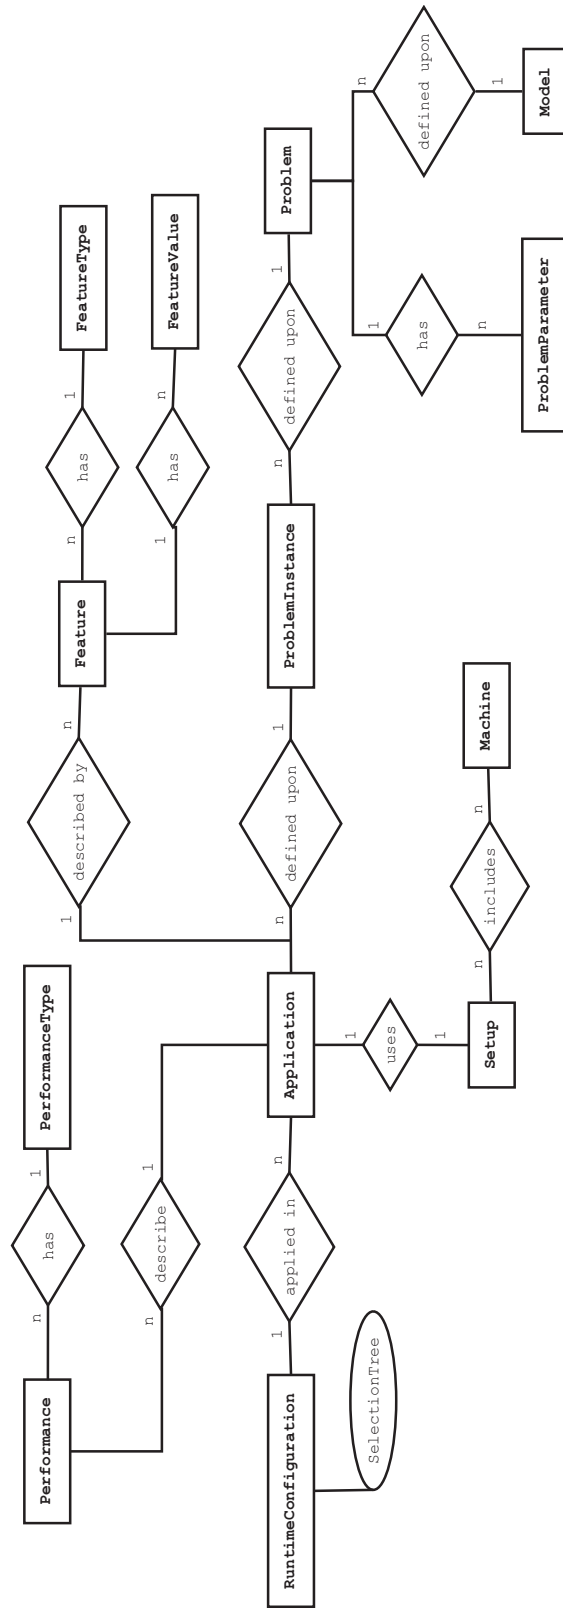 Performance
n
has
1
PerformanceType
n
describe
1
1
described by
n
Feature
n
has
1
FeatureType
1
has
n
FeatureValue
RuntimeConfiguration
SelectionTree
1
applied in
n
Application
n
defined upon
1
ProblemInstance
n
defined upon
1
Problem
1
uses
1
Setup
n
includes
n
Machine
1
has
n
ProblemParameter
n
defined upon
1
Model